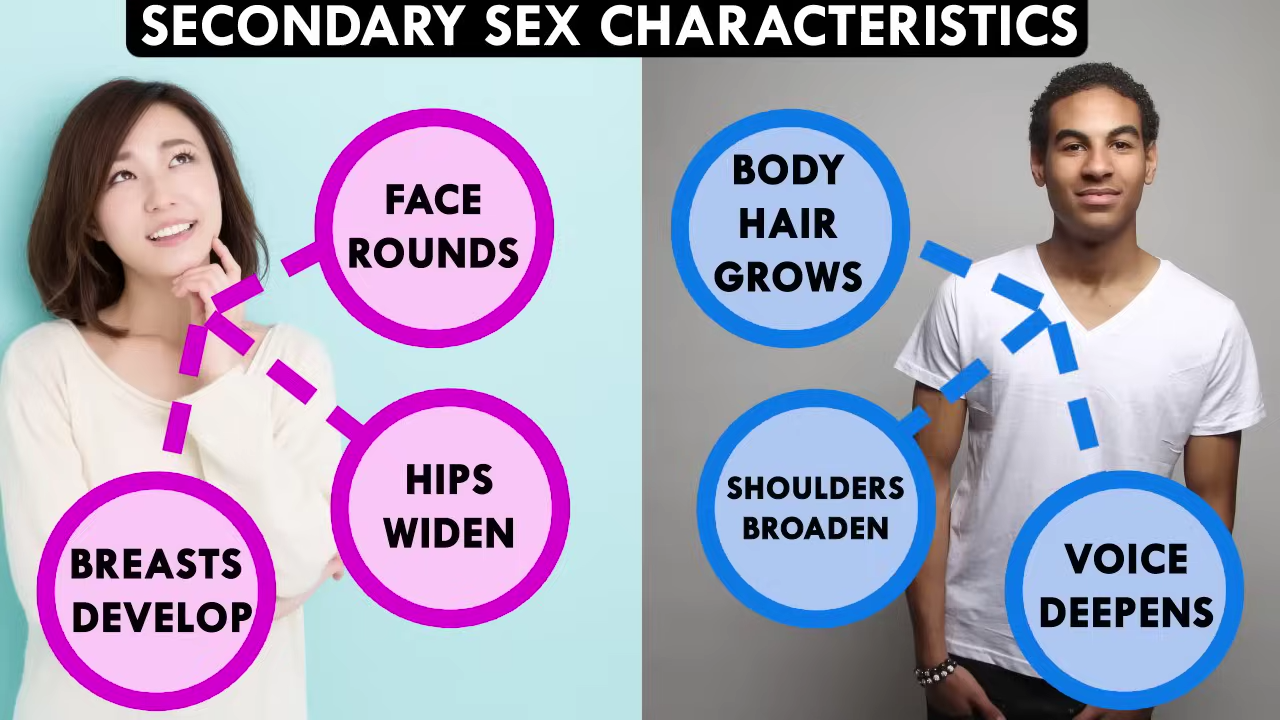 SECONDARY SEX CHARACTERISTICS
FACE
ROUNDS
HIPS
WIDEN
BREASTS
DEVELOP
BODY
HAIR
GROWS
SHOULDERS
BROADEN
VOICE
DEEPENS